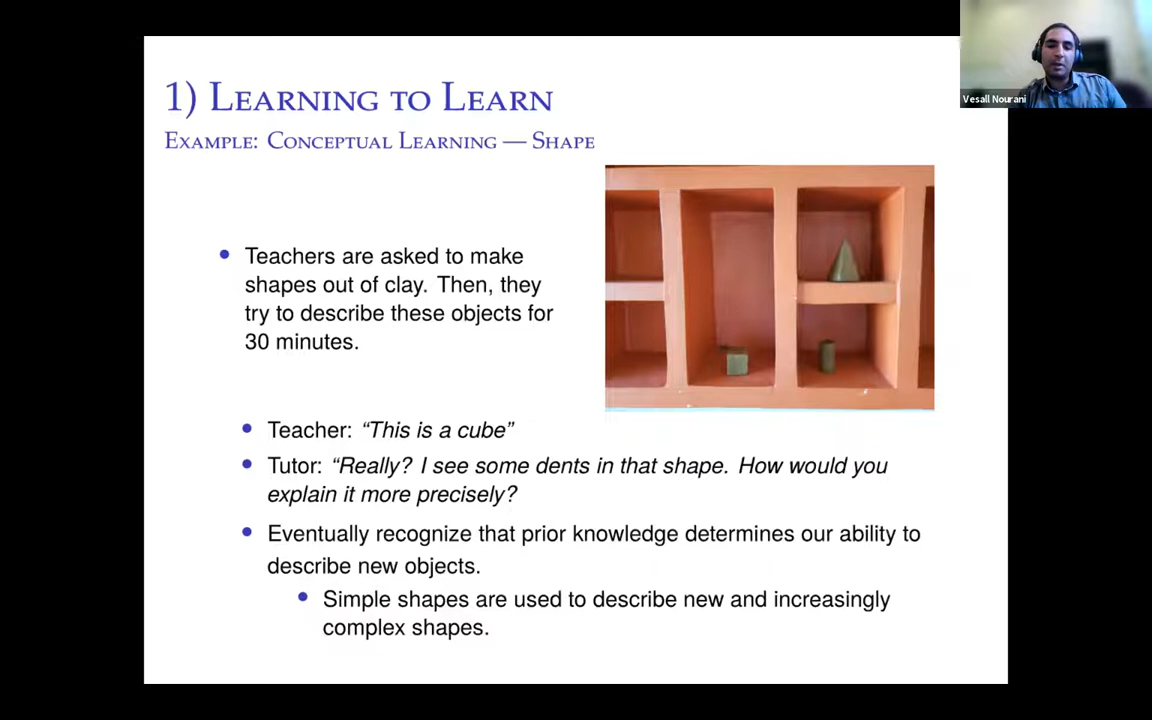 1) Learning to Learn
Example: Conceptual Learning — Shape
Vesall Nourani
• Teachers are asked to make
shapes out of clay. Then, they
try to describe these objects for
30 minutes.
• Teacher: “This is a cube”
• Tutor: “Really? I see some dents in that shape. How would you
explain it more precisely?
• Eventually recognize that prior knowledge determines our ability to
describe new objects.
• Simple shapes are used to describe new and increasingly
complex shapes.